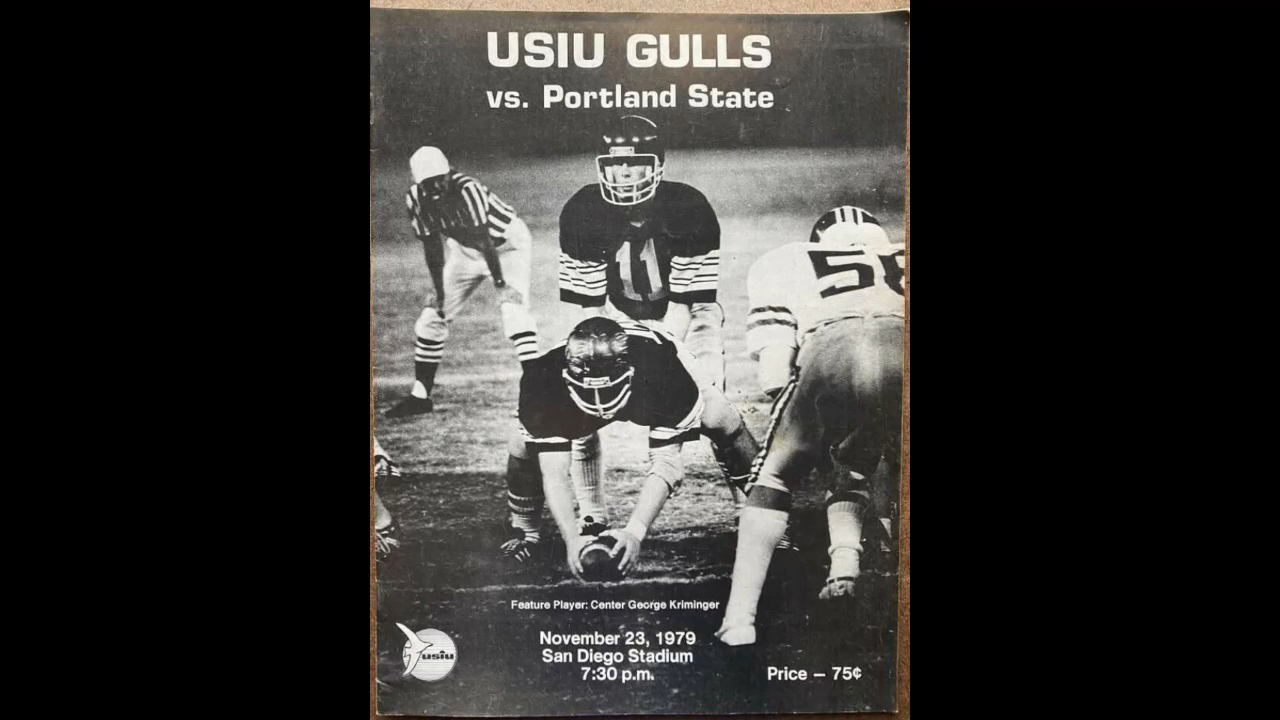 USIU GULLS
vs. Portland State
11
56
Feature Player: Center George Kriminger
November 23, 1979
San Diego Stadium
7:30 p.m.
usiu
Price – 75¢